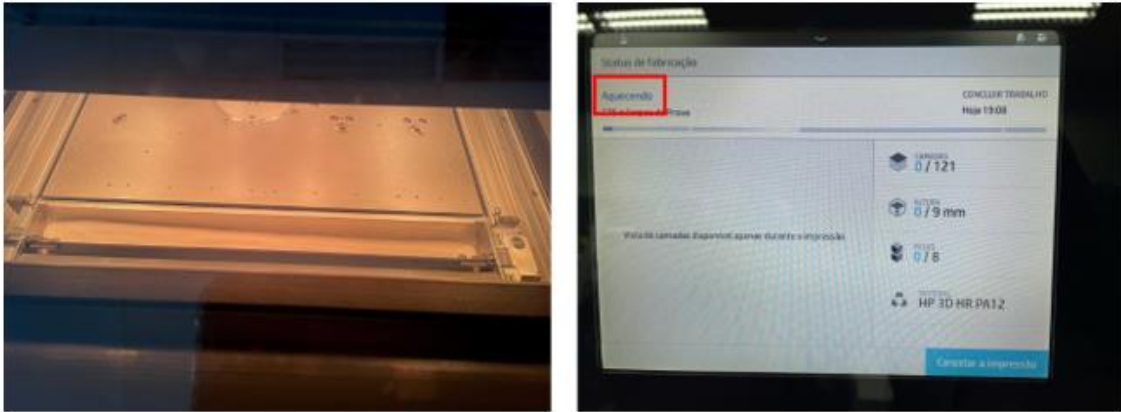 Status de fabricação
Aquecendo
CONCLUIR TRABALHO
Hoje 19:08
Prova
CAMADAS
0 / 121
ALTURA
0 / 9 mm
PEÇAS
0 / 8
Vista de camadas disponível apenas durante a impressão
MATERIAL
HP 3D HR PA12
Cancelar a impressão